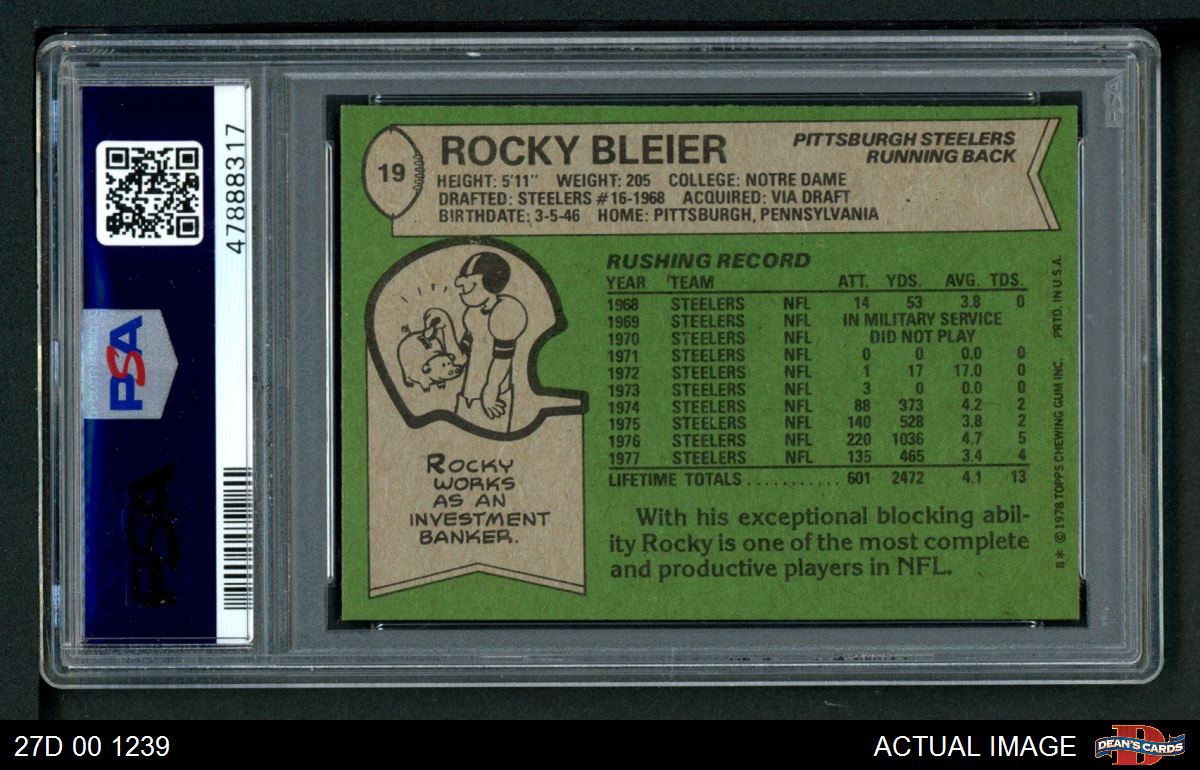 47888317
PSA
PSA
19
ROCKY BLEIER
PITTSBURGH STEELERS
RUNNING BACK
HEIGHT: 5'11" WEIGHT: 205 COLLEGE: NOTRE DAME
DRAFTED: STEELERS #16-1968 ACQUIRED: VIA DRAFT
BIRTHDATE: 3-5-46 HOME: PITTSBURGH, PENNSYLVANIA
ROCKY
WORKS
AS AN
INVESTMENT
BANKER.
RUSHING RECORD
YEAR TEAM ATT. YDS. AVG. TDS.
1968 STEELERS NFL 14 53 3.8 0
1969 STEELERS NFL IN MILITARY SERVICE
1970 STEELERS NFL DID NOT PLAY
1971 STEELERS NFL 0 0 0.0 0
1972 STEELERS NFL 1 17 17.0 0
1973 STEELERS NFL 3 0 0.0 0
1974 STEELERS NFL 88 373 4.2 2
1975 STEELERS NFL 140 528 3.8 2
1976 STEELERS NFL 220 1036 4.7 5
1977 STEELERS NFL 135 465 3.4 4
LIFETIME TOTALS ........... 601 2472 4.1 13
With his exceptional blocking abil-
ity Rocky is one of the most complete
and productive players in NFL.
B* © 1978 TOPPS CHEWING GUM INC. PRTD. IN U.S.A.
27D 00 1239
ACTUAL IMAGE
DEAN'S CARDS